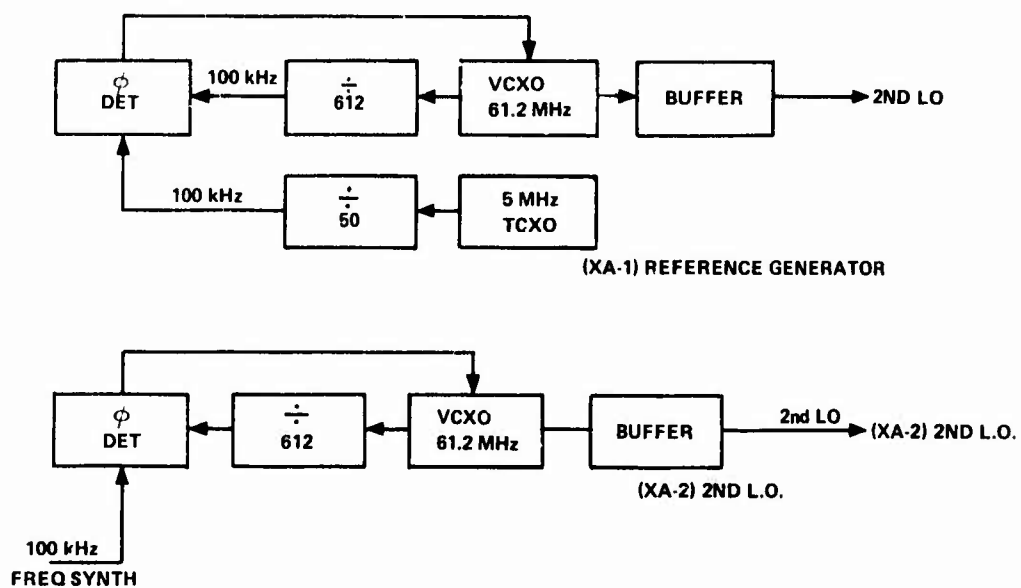 φ
DET
100 kHz
÷
612
VCXO
61.2 MHz
BUFFER
2ND LO
100 kHz
÷
50
5 MHz
TCXO
(XA-1) REFERENCE GENERATOR
φ
DET
÷
612
VCXO
61.2 MHz
BUFFER
2nd LO
(XA-2) 2ND L.O.
(XA-2) 2ND L.O.
100 kHz
FREQ SYNTH